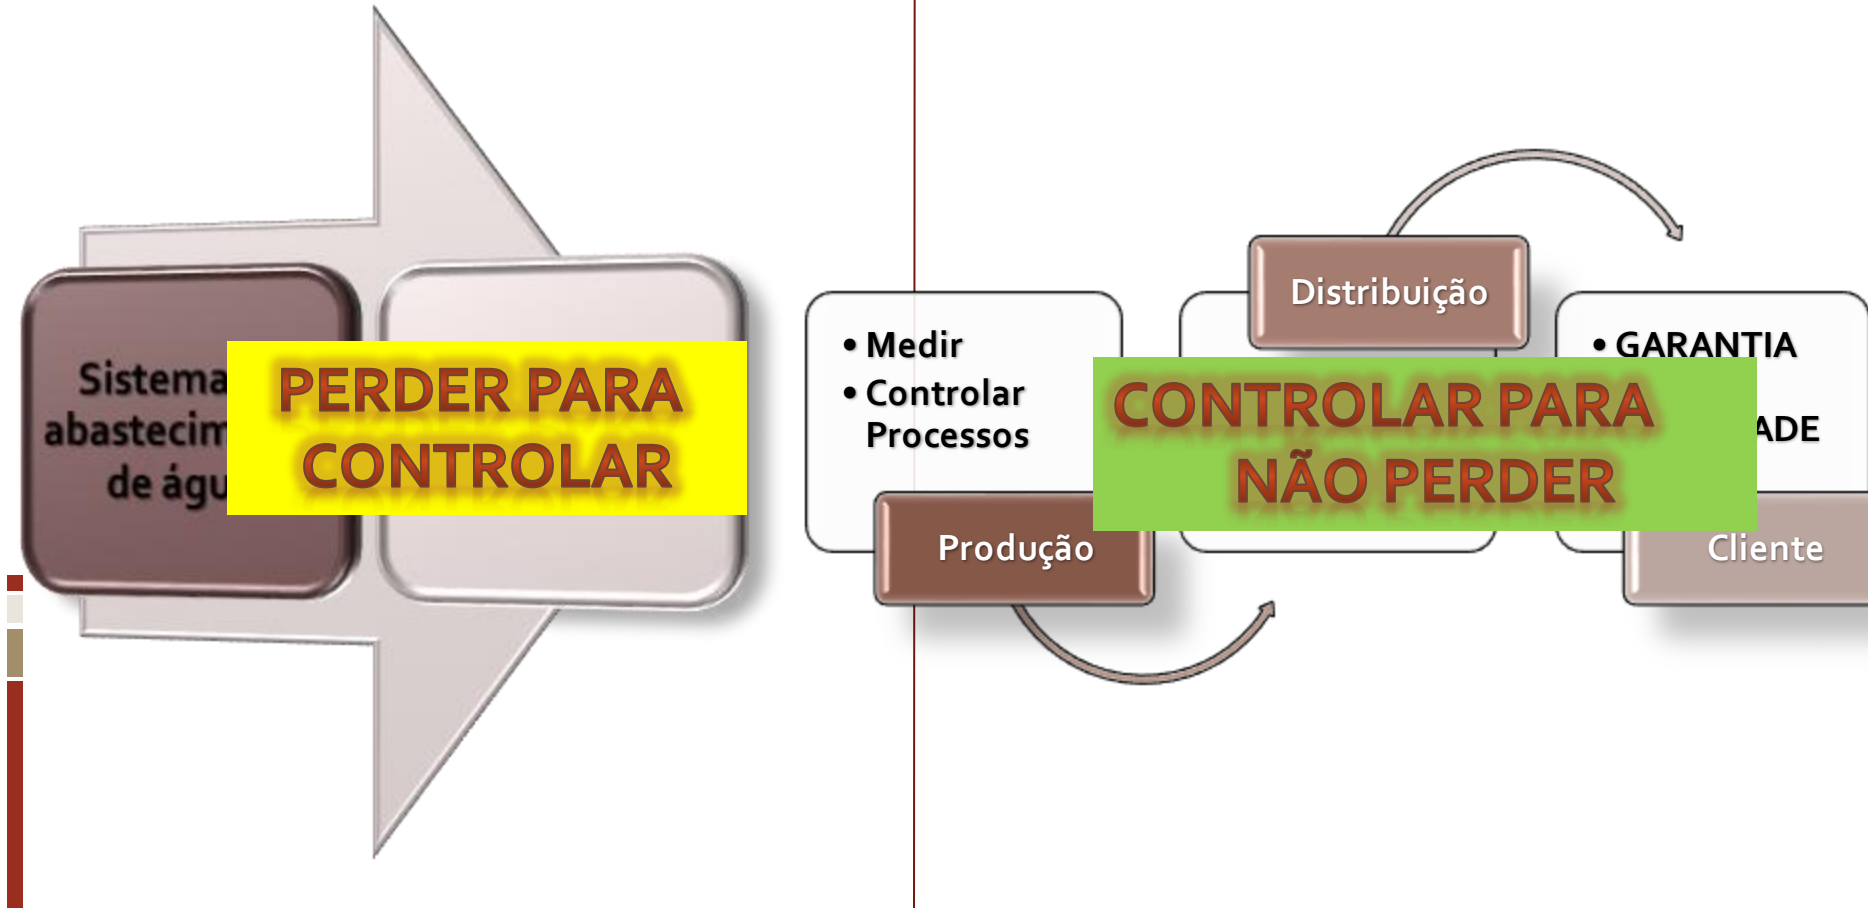 Sistema
abastecim
de águ
PERDER PARA
CONTROLAR
• Medir
• Controlar
Processos
Produção
Distribuição
CONTROLAR PARA
NÃO PERDER
• GARANTIA
ADE
Cliente